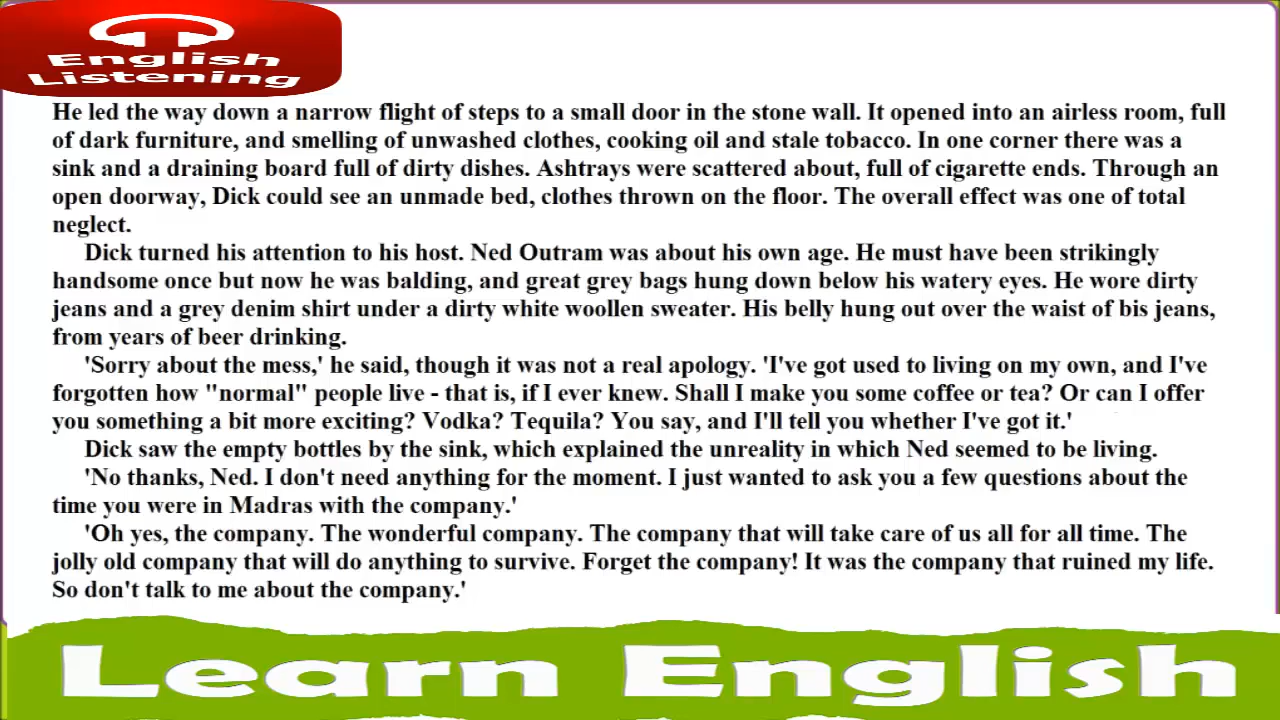 English
Listening
He led the way down a narrow flight of steps to a small door in the stone wall. It opened into an airless room, full
of dark furniture, and smelling of unwashed clothes, cooking oil and stale tobacco. In one corner there was a
sink and a draining board full of dirty dishes. Ashtrays were scattered about, full of cigarette ends. Through an
open doorway, Dick could see an unmade bed, clothes thrown on the floor. The overall effect was one of total
neglect.
Dick turned his attention to his host. Ned Outram was about his own age. He must have been strikingly
handsome once but now he was balding, and great grey bags hung down below his watery eyes. He wore dirty
jeans and a grey denim shirt under a dirty white woollen sweater. His belly hung out over the waist of bis jeans,
from years of beer drinking.
'Sorry about the mess,' he said, though it was not a real apology. 'I've got used to living on my own, and I've
forgotten how "normal" people live - that is, if I ever knew. Shall I make you some coffee or tea? Or can I offer
you something a bit more exciting? Vodka? Tequila? You say, and I'll tell you whether I've got it.'
Dick saw the empty bottles by the sink, which explained the unreality in which Ned seemed to be living.
'No thanks, Ned. I don't need anything for the moment. I just wanted to ask you a few questions about the
time you were in Madras with the company.'
'Oh yes, the company. The wonderful company. The company that will take care of us all for all time. The
jolly old company that will do anything to survive. Forget the company! It was the company that ruined my life.
So don't talk to me about the company.'
Learn English